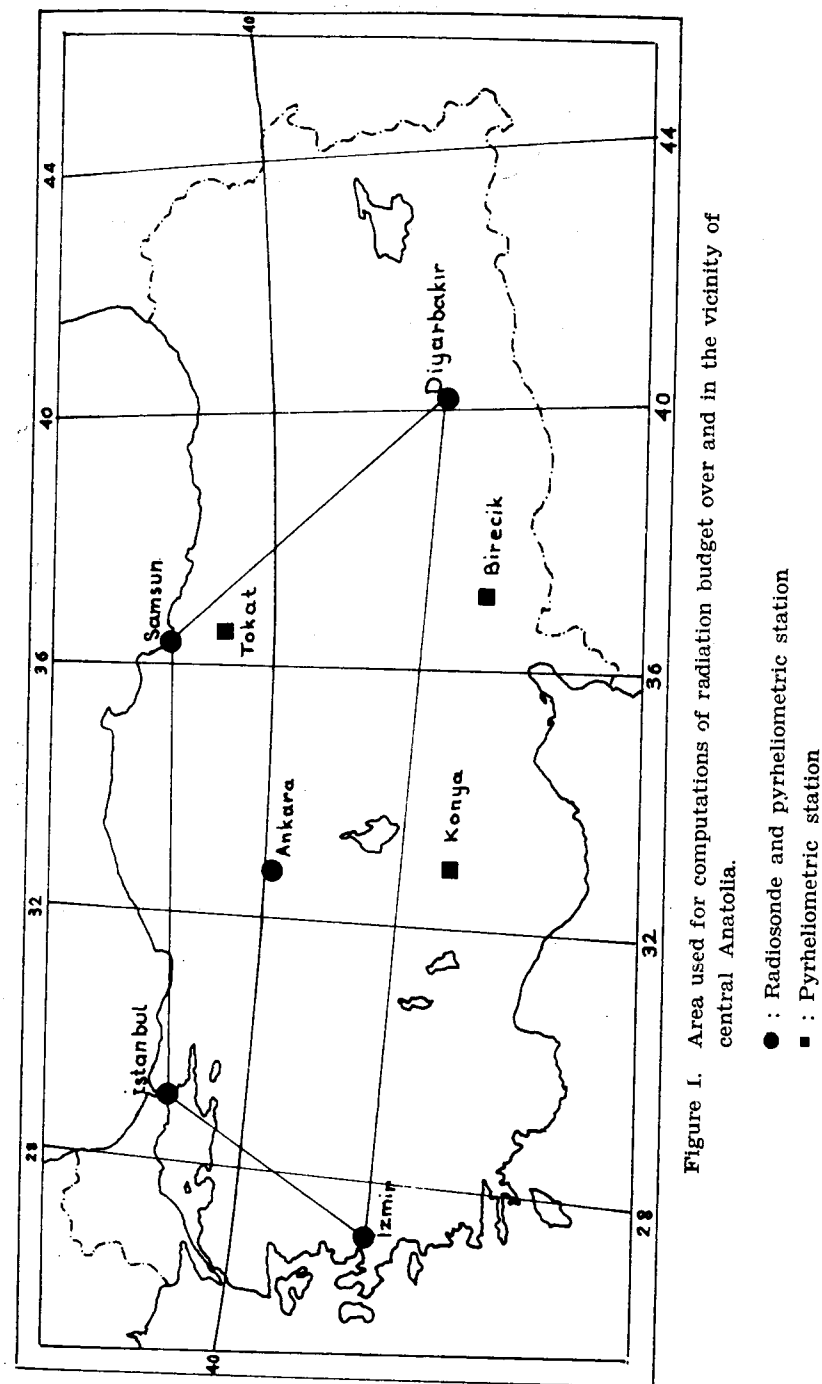 28
32
36
40
44
40
40
Istanbul
Samsun
Tokat
Ankara
Diyarbakır
Izmir
Konya
Birecik
28
32
36
40
44
Figure 1. Area used for computations of radiation budget over and in the vicinity of
central Anatolia.
● : Radiosonde and pyrheliometric station
■ : Pyrheliometric station